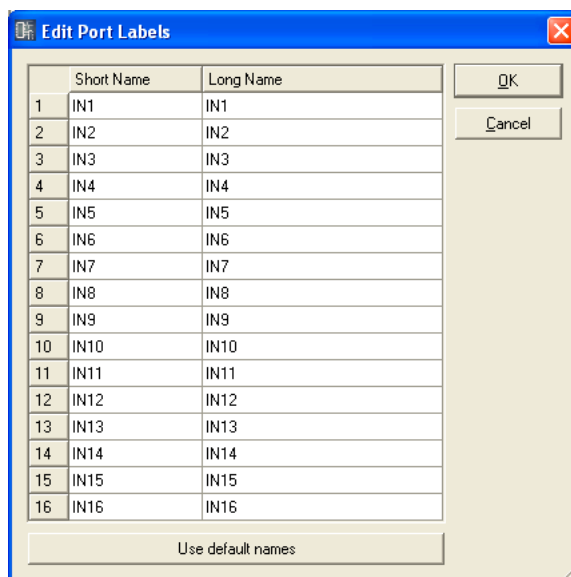 Edit Port Labels
Short Name Long Name
OK
1 IN1 IN1
Cancel
2 IN2 IN2
3 IN3 IN3
4 IN4 IN4
5 IN5 IN5
6 IN6 IN6
7 IN7 IN7
8 IN8 IN8
9 IN9 IN9
10 IN10 IN10
11 IN11 IN11
12 IN12 IN12
13 IN13 IN13
14 IN14 IN14
15 IN15 IN15
16 IN16 IN16
Use default names